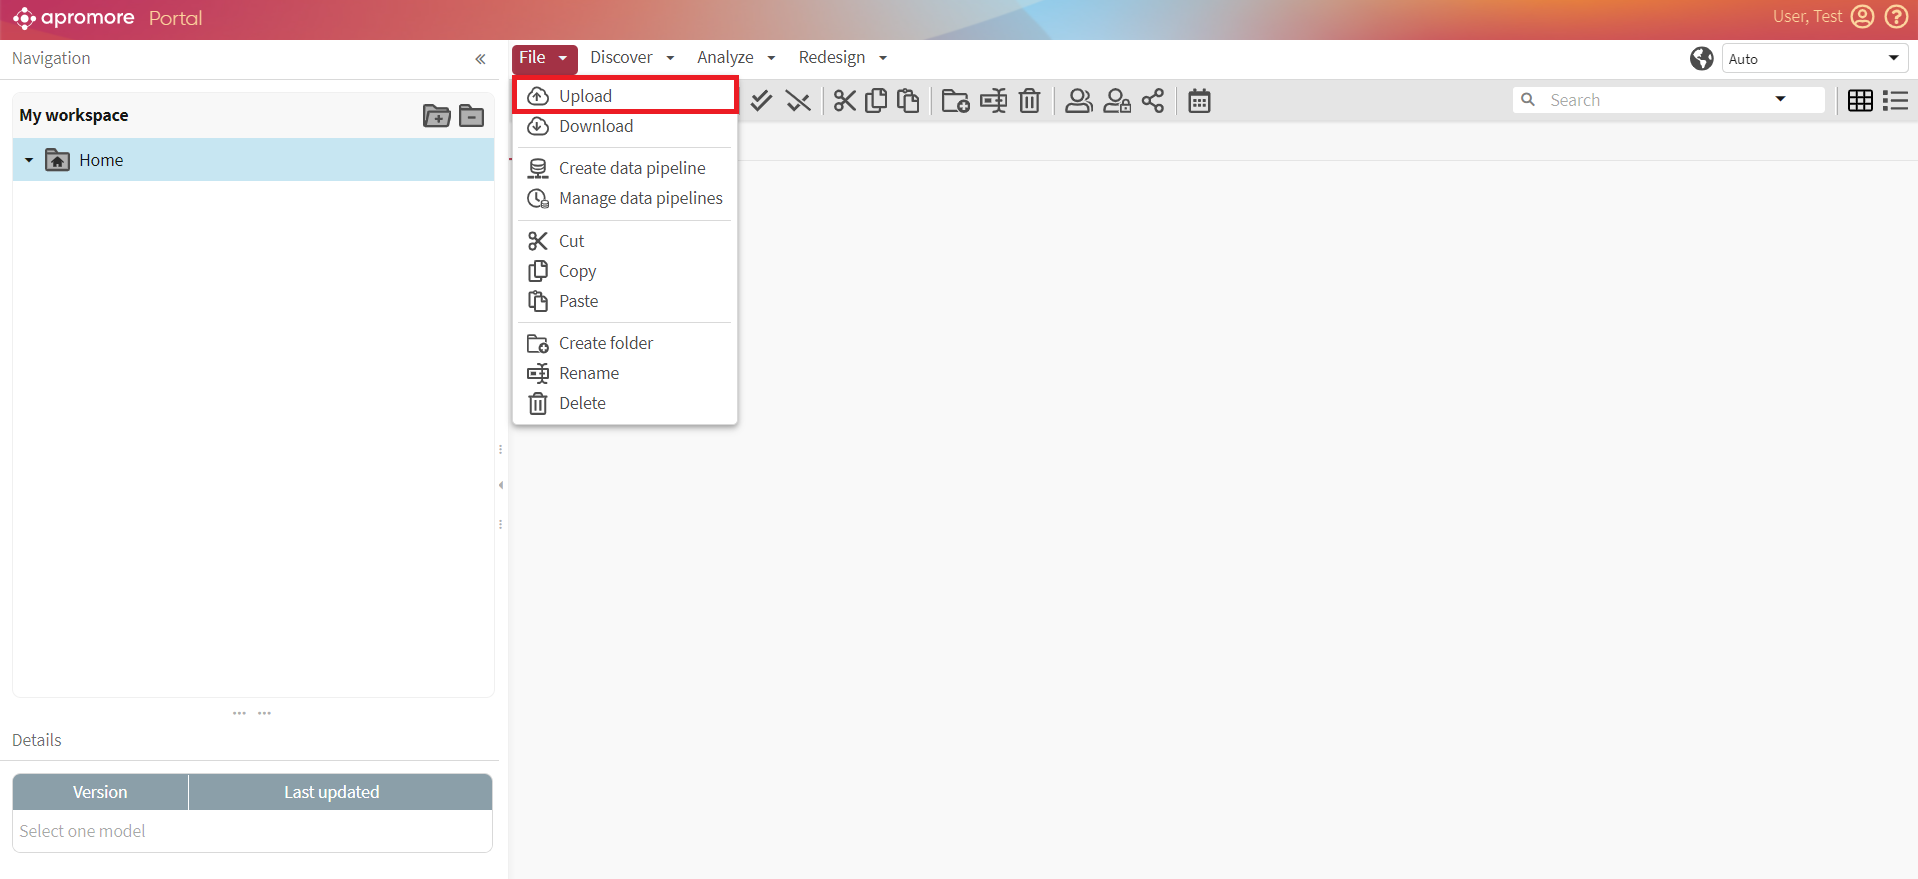 apromore Portal
User, Test
Navigation
File
Discover
Analyze
Redesign
Auto
My workspace
Home
Upload
Download
Create data pipeline
Manage data pipelines
Cut
Copy
Paste
Create folder
Rename
Delete
Search
Details
Version
Last updated
Select one model